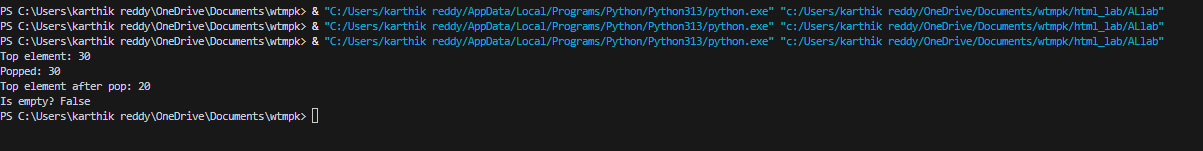 PS C:\Users\karthik reddy\OneDrive\Documents\wtmpk> & "C:/Users/karthik reddy/AppData/Local/Programs/Python/Python313/python.exe" "c:/Users/karthik reddy/OneDrive/Documents/wtmpk/html_lab/ALlab"
PS C:\Users\karthik reddy\OneDrive\Documents\wtmpk> & "C:/Users/karthik reddy/AppData/Local/Programs/Python/Python313/python.exe" "c:/Users/karthik reddy/OneDrive/Documents/wtmpk/html_lab/ALlab"
PS C:\Users\karthik reddy\OneDrive\Documents\wtmpk> & "C:/Users/karthik reddy/AppData/Local/Programs/Python/Python313/python.exe" "c:/Users/karthik reddy/OneDrive/Documents/wtmpk/html_lab/ALlab"
Top element: 30
Popped: 30
Top element after pop: 20
Is empty? False
PS C:\Users\karthik reddy\OneDrive\Documents\wtmpk>